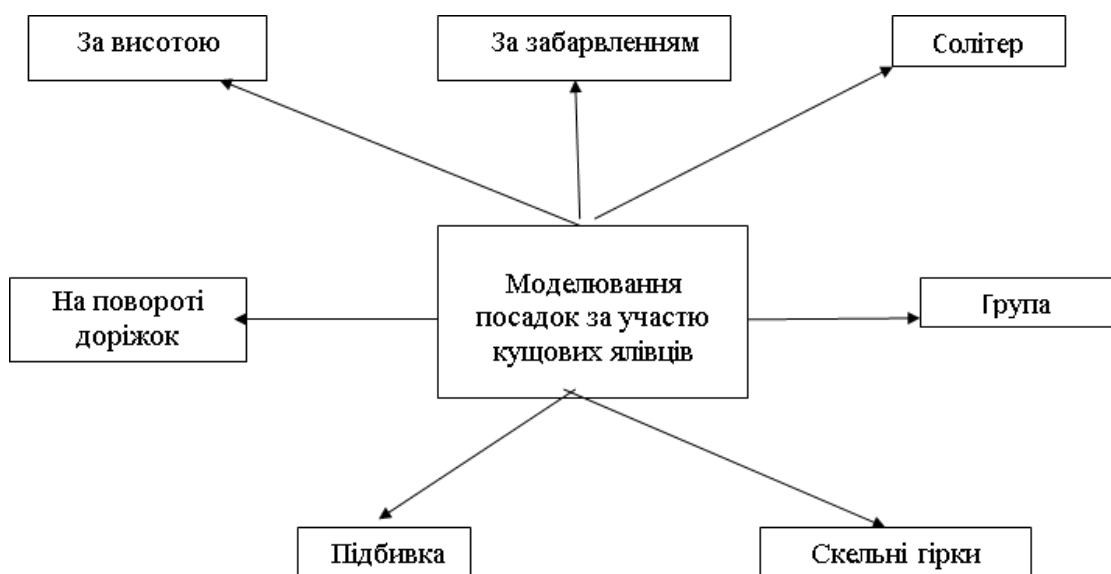 За висотою
За забарвленням
Солітер
На повороті
доріжок
Моделювання
посадок за участю
кущових ялівців
Група
Підбивка
Скельні гірки